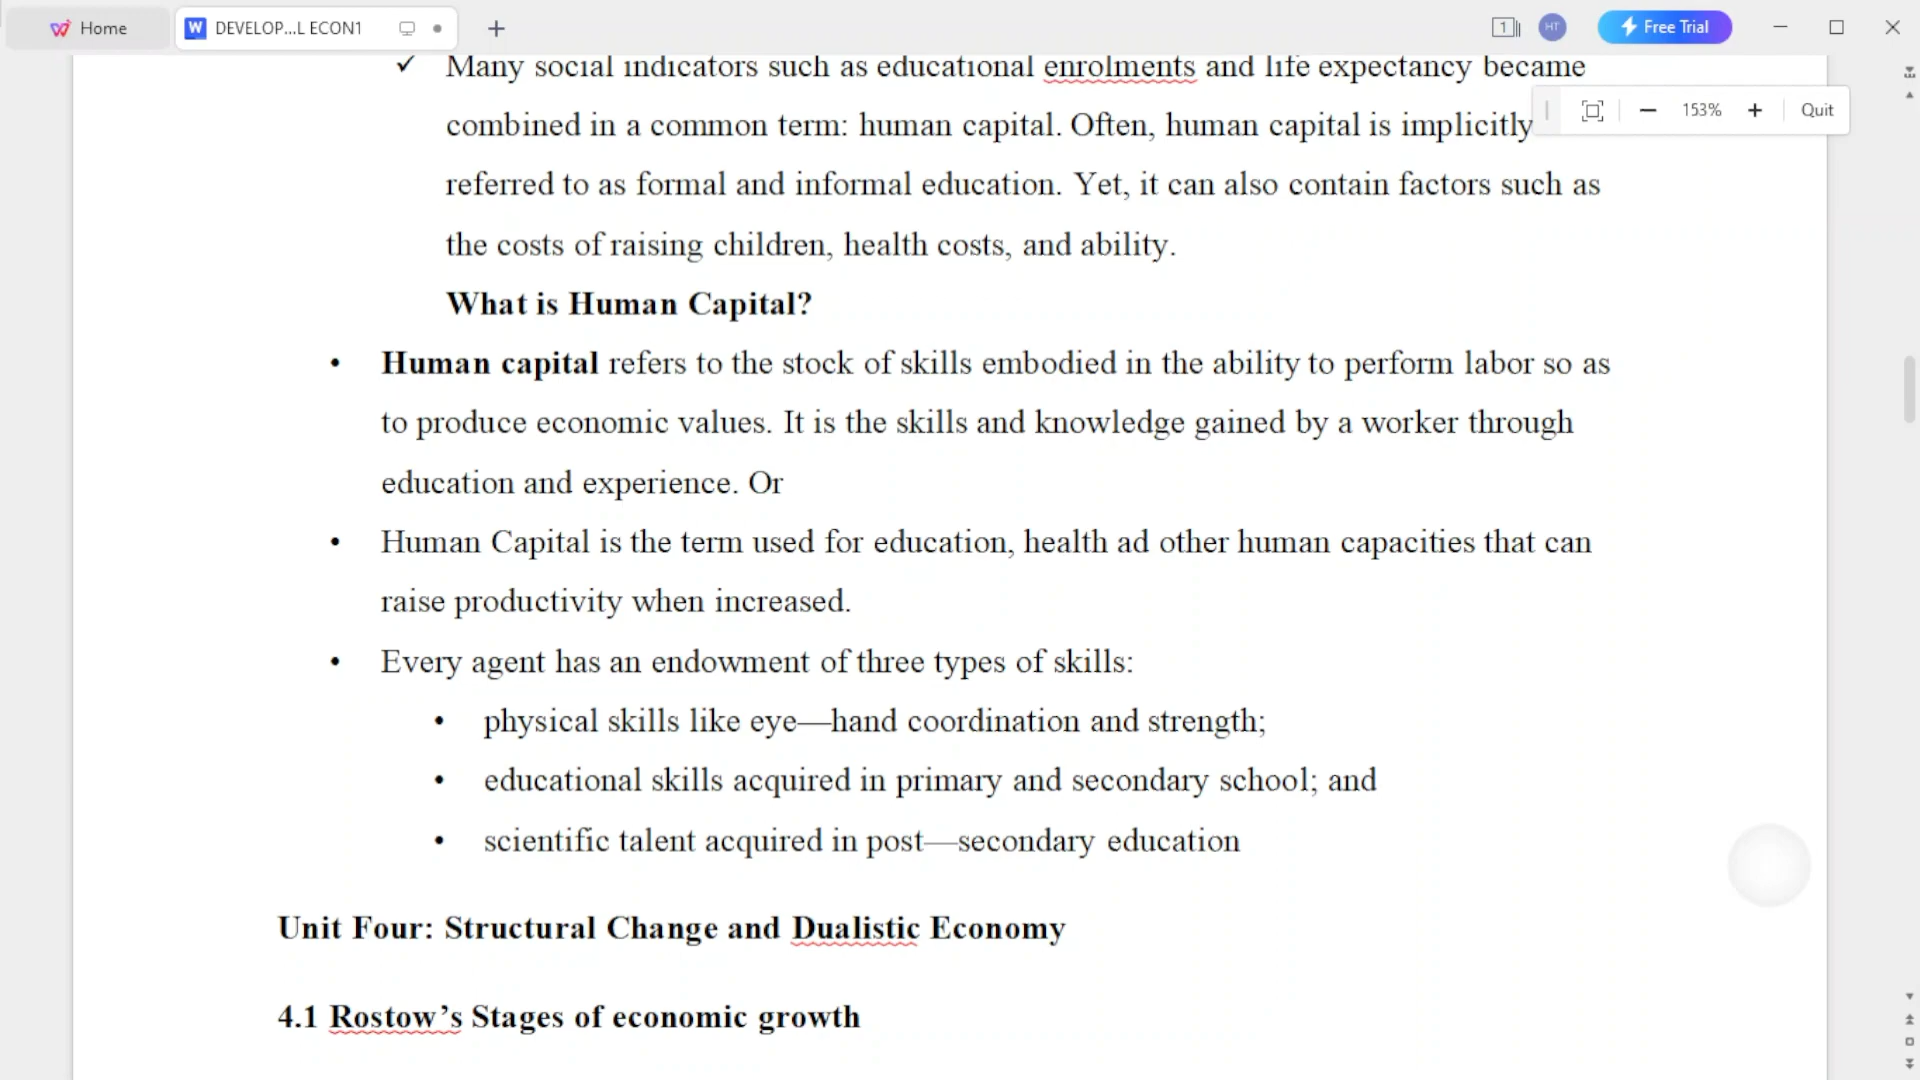 Home
DEVELOP...L ECON1
1
HT
Free Trial
✓ Many social indicators such as educational enrolments and life expectancy became
153%
Quit
combined in a common term: human capital. Often, human capital is implicitly
referred to as formal and informal education. Yet, it can also contain factors such as
the costs of raising children, health costs, and ability.
What is Human Capital?
• Human capital refers to the stock of skills embodied in the ability to perform labor so as
to produce economic values. It is the skills and knowledge gained by a worker through
education and experience. Or
• Human Capital is the term used for education, health ad other human capacities that can
raise productivity when increased.
• Every agent has an endowment of three types of skills:
• physical skills like eye—hand coordination and strength;
• educational skills acquired in primary and secondary school; and
• scientific talent acquired in post—secondary education
Unit Four: Structural Change and Dualistic Economy
4.1 Rostow’s Stages of economic growth